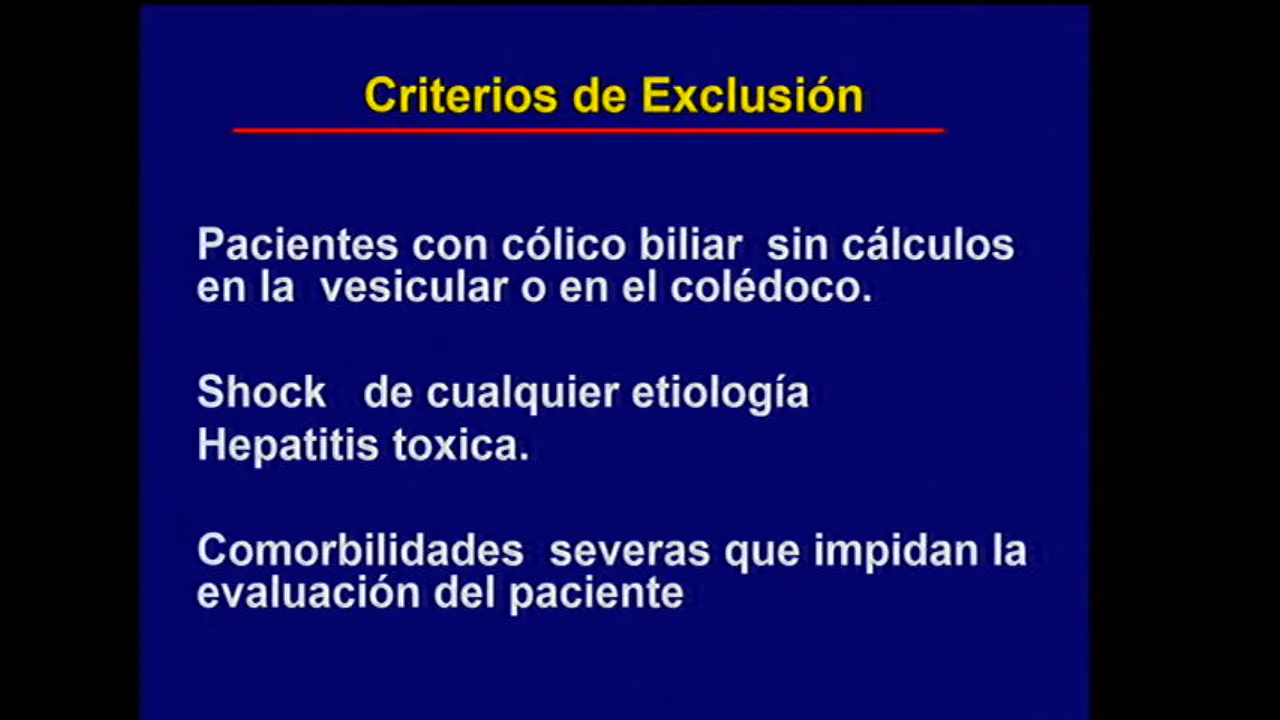 Criterios de Exclusión
Pacientes con cólico biliar sin cálculos
en la vesicular o en el colédoco.
Shock de cualquier etiología
Hepatitis toxica.
Comorbilidades severas que impidan la
evaluación del paciente